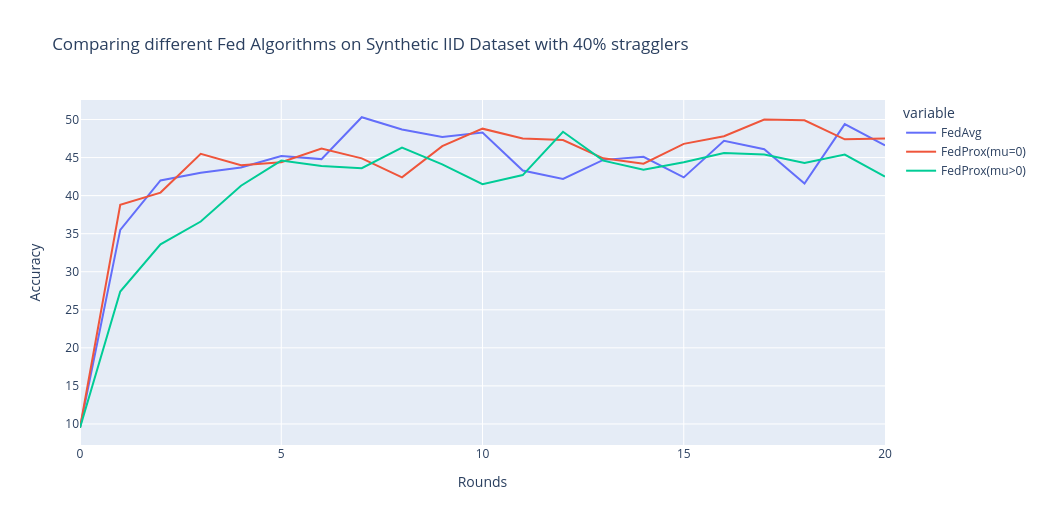 Comparing different Fed Algorithms on Synthetic IID Dataset with 40% stragglers
variable
FedAvg
FedProx(mu=0)
FedProx(mu>0)
Accuracy
50
45
40
35
30
25
20
15
10
0 5 10 15 20
Rounds